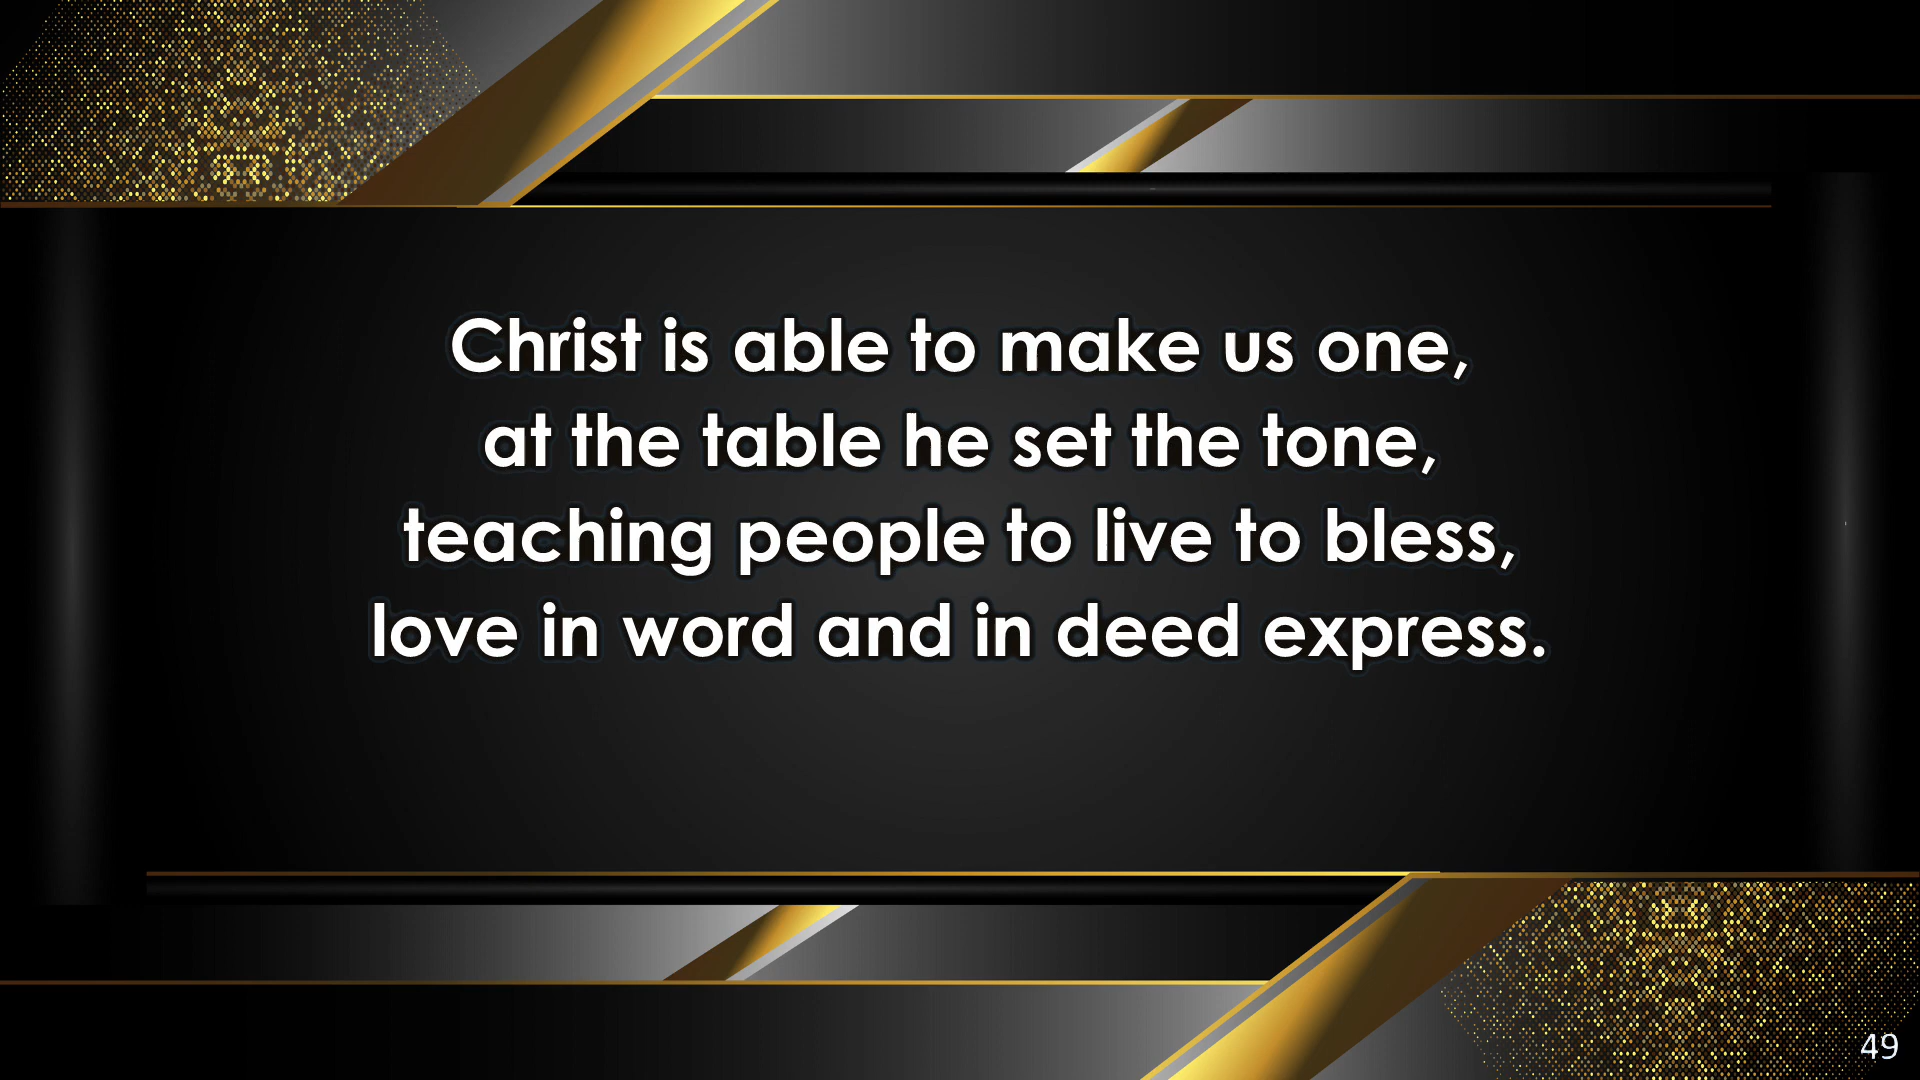 Christ is able to make us one,
at the table he set the tone,
teaching people to live to bless,
love in word and in deed express.
49